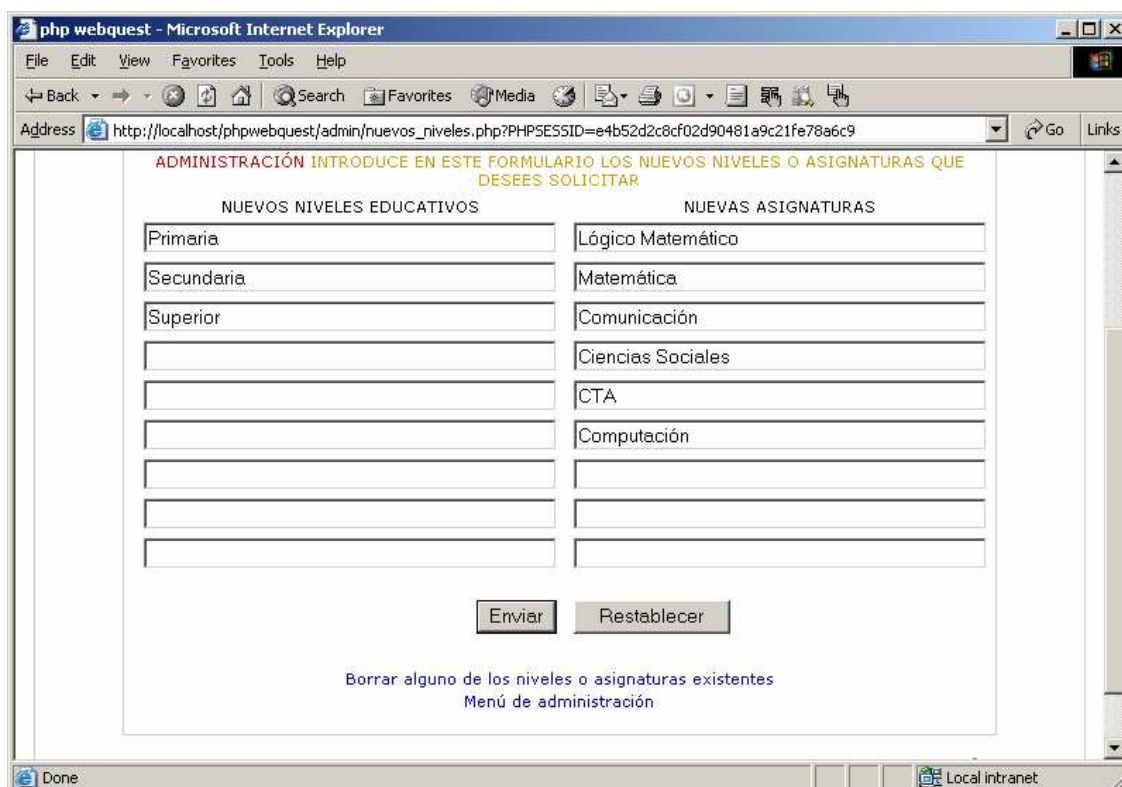 php webquest - Microsoft Internet Explorer
File Edit View Favorites Tools Help
Back Search Favorites Media
Address http://localhost/phpwebquest/admin/nuevos_niveles.php?PHPSESSID=e4b52d2c8cf02d90481a9c21fe78a6c9 Go Links
ADMINISTRACIÓN INTRODUCE EN ESTE FORMULARIO LOS NUEVOS NIVELES O ASIGNATURAS QUE
DESEES SOLICITAR
NUEVOS NIVELES EDUCATIVOS NUEVAS ASIGNATURAS
Primaria Lógico Matemático
Secundaria Matemática
Superior Comunicación
Ciencias Sociales
CTA
Computación
Enviar Restablecer
Borrar alguno de los niveles o asignaturas existentes
Menú de administración
Done Local intranet